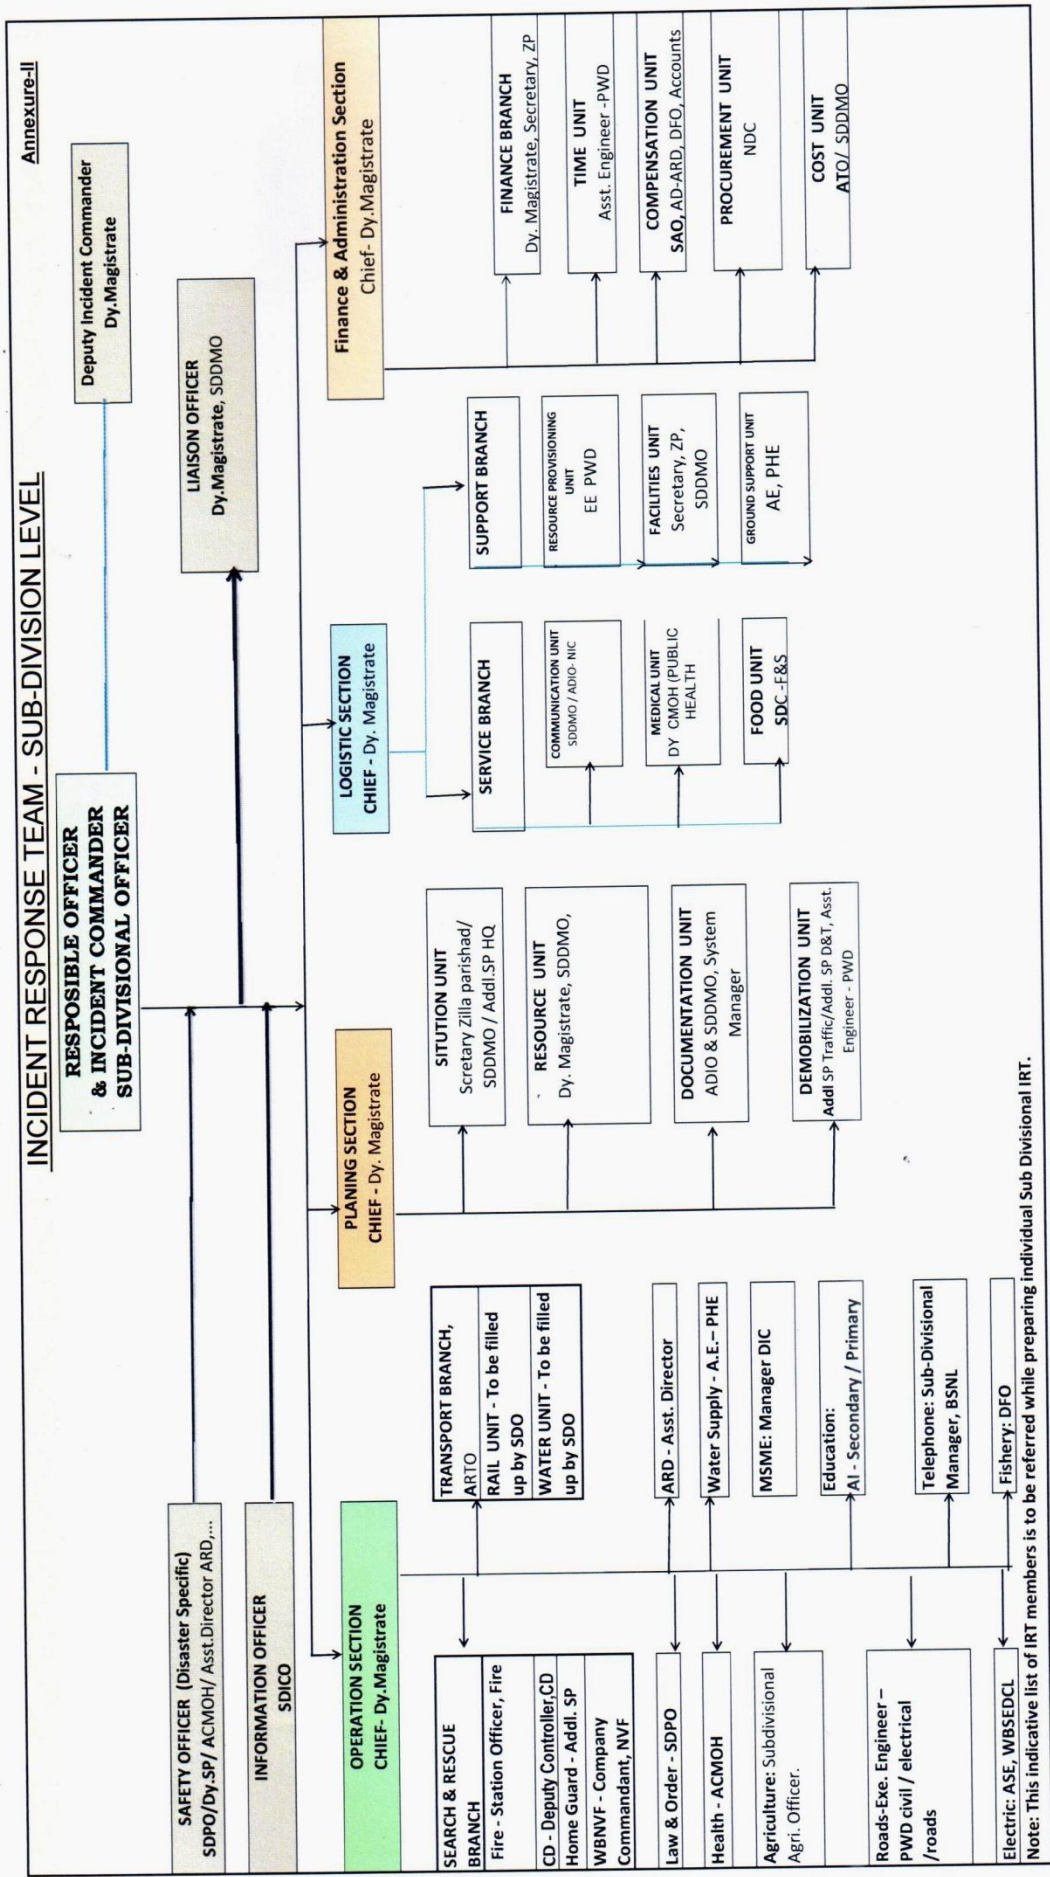 Annexure-II
INCIDENT RESPONSE TEAM - SUB-DIVISION LEVEL
RESPOSIBLE OFFICER
& INCIDENT COMMANDER
SUB-DIVISIONAL OFFICER
Deputy Incident Commander
Dy.Magistrate
SAFETY OFFICER (Disaster Specific)
SDPO/Dy.SP/ ACMOH/ Asst.Director ARD,...
INFORMATION OFFICER
SDICO
LIAISON OFFICER
Dy.Magistrate, SDDMO
OPERATION SECTION
CHIEF- Dy.Magistrate
SEARCH & RESCUE
BRANCH
Fire - Station Officer, Fire
CD - Deputy Controller,CD
Home Guard - Addl. SP
WBNVF - Company
Commandant, NVF
Law & Order - SDPO
Health - ACMOH
Agriculture: Subdivisional
Agri. Officer.
Roads-Exe. Engineer –
PWD civil / electrical
/roads
Electric: ASE, WBSEDCL
TRANSPORT BRANCH,
ARTO
RAIL UNIT - To be filled
up by SDO
WATER UNIT - To be filled
up by SDO
ARD - Asst. Director
Water Supply - A.E.– PHE
MSME: Manager DIC
Education:
AI - Secondary / Primary
Telephone: Sub-Divisional
Manager, BSNL
Fishery: DFO
PLANING SECTION
CHIEF - Dy. Magistrate
SITUTION UNIT
Scretary Zilla parishad/
SDDMO / Addl.SP HQ
RESOURCE UNIT
Dy. Magistrate, SDDMO,
DOCUMENTATION UNIT
ADIO & SDDMO, System
Manager
DEMOBILIZATION UNIT
Addl SP Traffic/Addl. SP D&T, Asst.
Engineer - PWD
LOGISTIC SECTION
CHIEF - Dy. Magistrate
SERVICE BRANCH
COMMUNICATION UNIT
SDDMO / ADIO- NIC
MEDICAL UNIT
DY CMOH (PUBLIC
HEALTH
FOOD UNIT
SDC -F&S
SUPPORT BRANCH
RESOURCE PROVISIONING
UNIT
EE PWD
FACILITIES UNIT
Secretary, ZP,
SDDMO
GROUND SUPPORT UNIT
AE, PHE
Finance & Administration Section
Chief- Dy.Magistrate
FINANCE BRANCH
Dy. Magistrate, Secretary, ZP
TIME UNIT
Asst. Engineer -PWD
COMPENSATION UNIT
SAO, AD-ARD, DFO, Accounts
PROCUREMENT UNIT
NDC
COST UNIT
ATO/ SDDMO
Note: This indicative list of IRT members is to be referred while preparing individual Sub Divisional IRT.